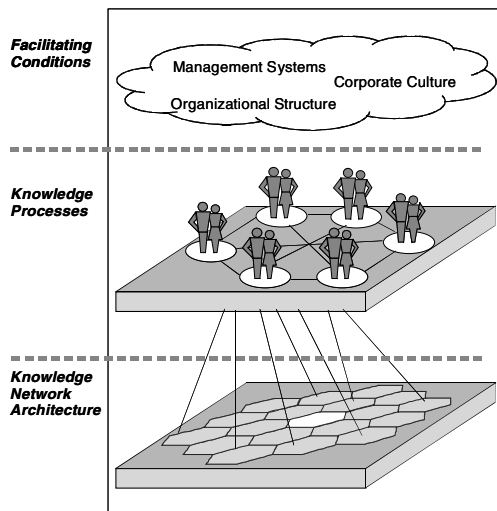 Facilitating
Conditions
Management Systems
Corporate Culture
Organizational Structure
Knowledge
Processes
Knowledge
Network
Architecture